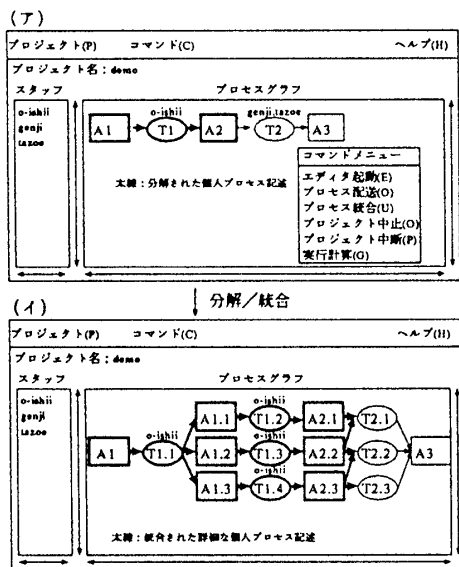 (ア)
プロジェクト(P) コマンド(C) ヘルプ(H)
プロジェクト名:demo
スタッフ プロセスグラフ
o-ishii
genji
tazoe
o-ishii genji,tazoe
A1 T1 A2 T2 A3
太線:分解された個人プロセス記述
コマンドメニュー
エディタ起動(E)
プロセス配送(O)
プロセス統合(U)
プロジェクト中止(O)
プロジェクト中断(P)
実行計算(G)
分解/統合
(イ)
プロジェクト(P) コマンド(C) ヘルプ(H)
プロジェクト名:demo
スタッフ プロセスグラフ
o-ishii
genji
tazoe
o-ishii
A1.1 T1.2 A2.1 T2.1
o-ishii o-ishii
A1 T1.1 A1.2 T1.3 A2.2 T2.2 A3
o-ishii
A1.3 T1.4 A2.3 T2.3
太線:統合された詳細な個人プロセス記述